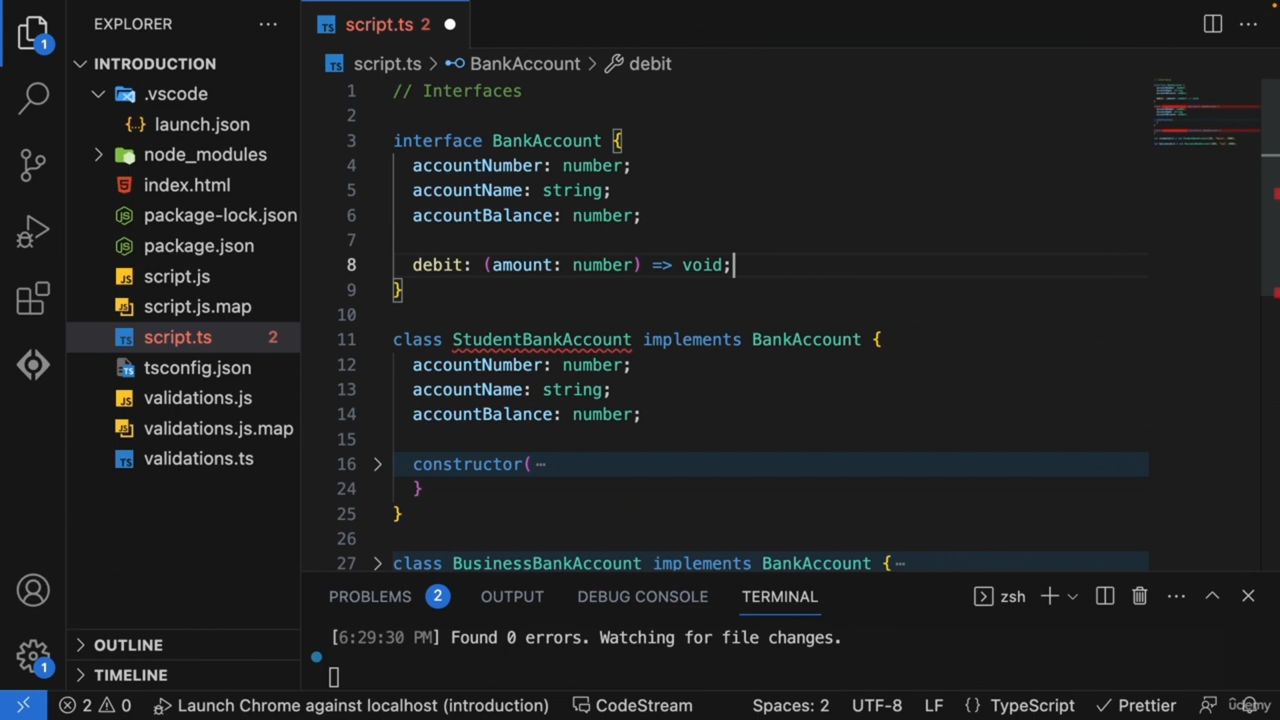 EXPLORER
INTRODUCTION
.vscode
launch.json
node_modules
index.html
package-lock.json
package.json
script.js
script.js.map
script.ts 2
tsconfig.json
validations.js
validations.js.map
validations.ts
OUTLINE
TIMELINE
1
1
script.ts 2
script.ts > BankAccount > debit
1 // Interfaces
2
3 interface BankAccount {
4 accountNumber: number;
5 accountName: string;
6 accountBalance: number;
7
8 debit: (amount: number) => void;
9 }
10
11 class StudentBankAccount implements BankAccount {
12 accountNumber: number;
13 accountName: string;
14 accountBalance: number;
15
16 constructor( ⋯
24 }
25 }
26
27 class BusinessBankAccount implements BankAccount { ⋯
PROBLEMS 2 OUTPUT DEBUG CONSOLE TERMINAL zsh
[6:29:30 PM] Found 0 errors. Watching for file changes.
2 0 Launch Chrome against localhost (introduction) CodeStream Spaces: 2 UTF-8 LF {} TypeScript Prettier
udemy